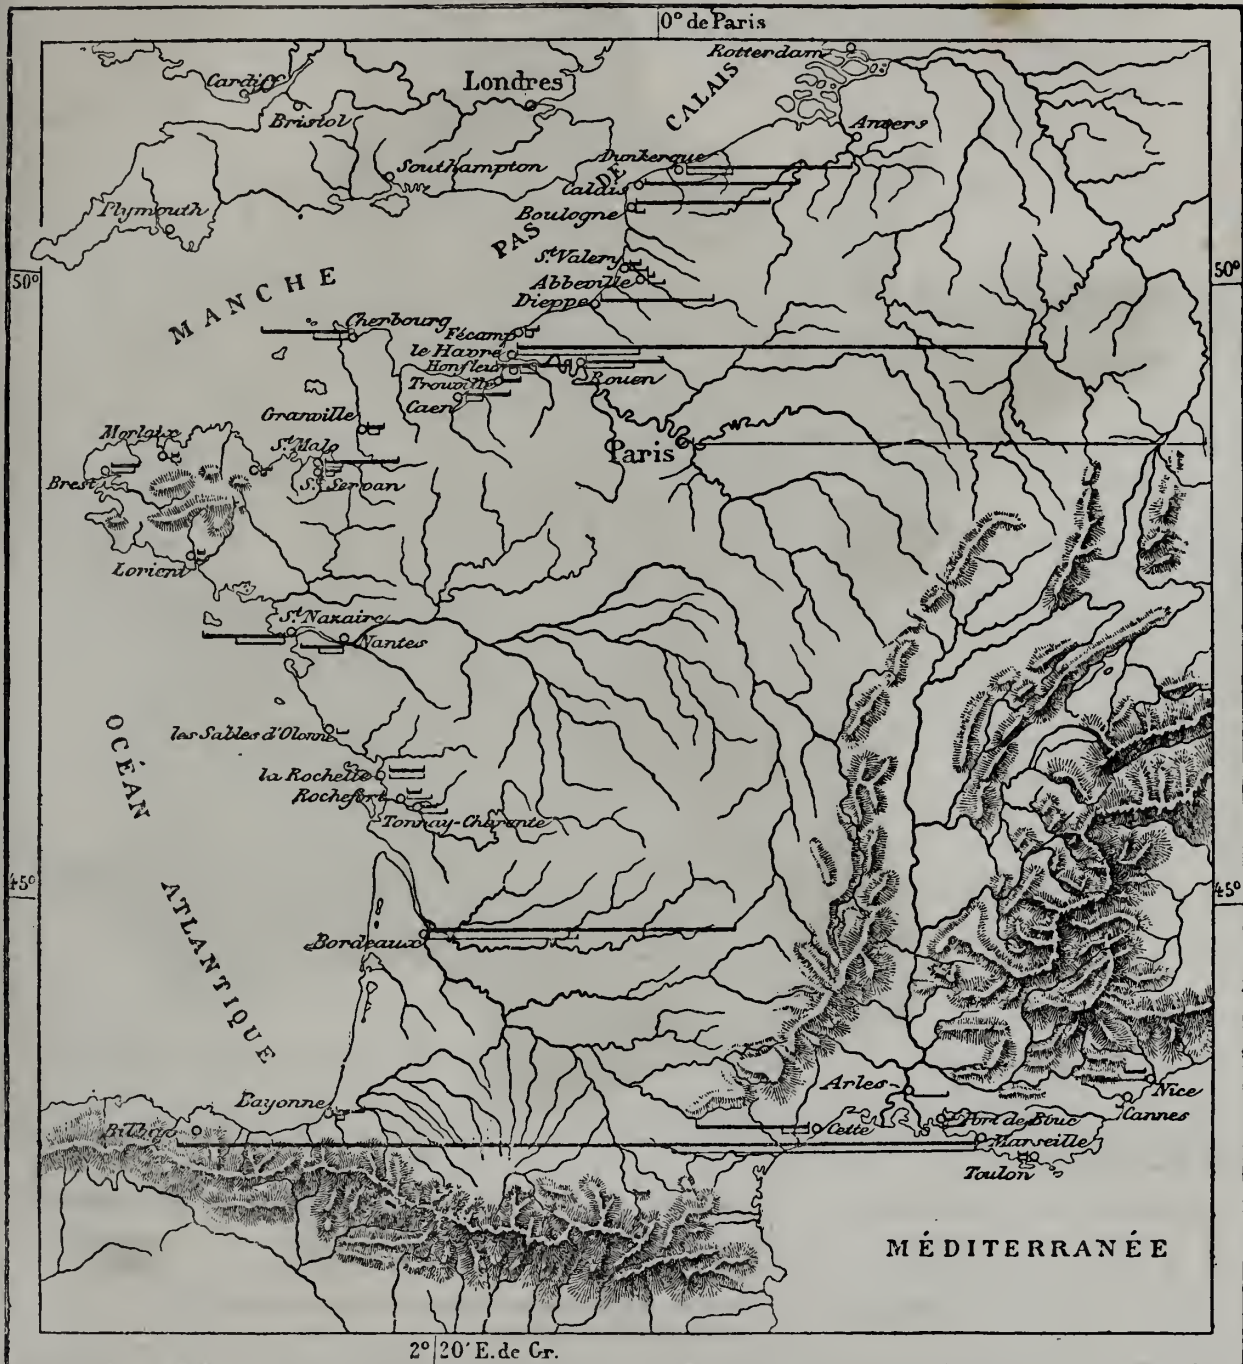 0° de Paris
Rotterdam
Cardiff
Londres
Bristol
Anvers
PAS DE CALAIS
Dunkerque
Southampton
Calais
Boulogne
Plymouth
St. Valery
50°
50°
Abbeville
Dieppe
MANCHE
Cherbourg
Fécamp
le Havre
Honfleur
Rouen
Trouville
Caen
Granville
Morlaix
St. Malo
Paris
Brest
St. Servan
Lorient
St. Nazaire
Nantes
OCÉAN ATLANTIQUE
les Sables d'Olonne
la Rochelle
Rochefort
Tonnay-Charente
45°
45°
Bordeaux
Arles
Nice
Bayonne
Cannes
Bilbao
Cette
Port de Bouc
Marseille
Toulon
MÉDITERRANÉE
2° 20' E. de Gr.